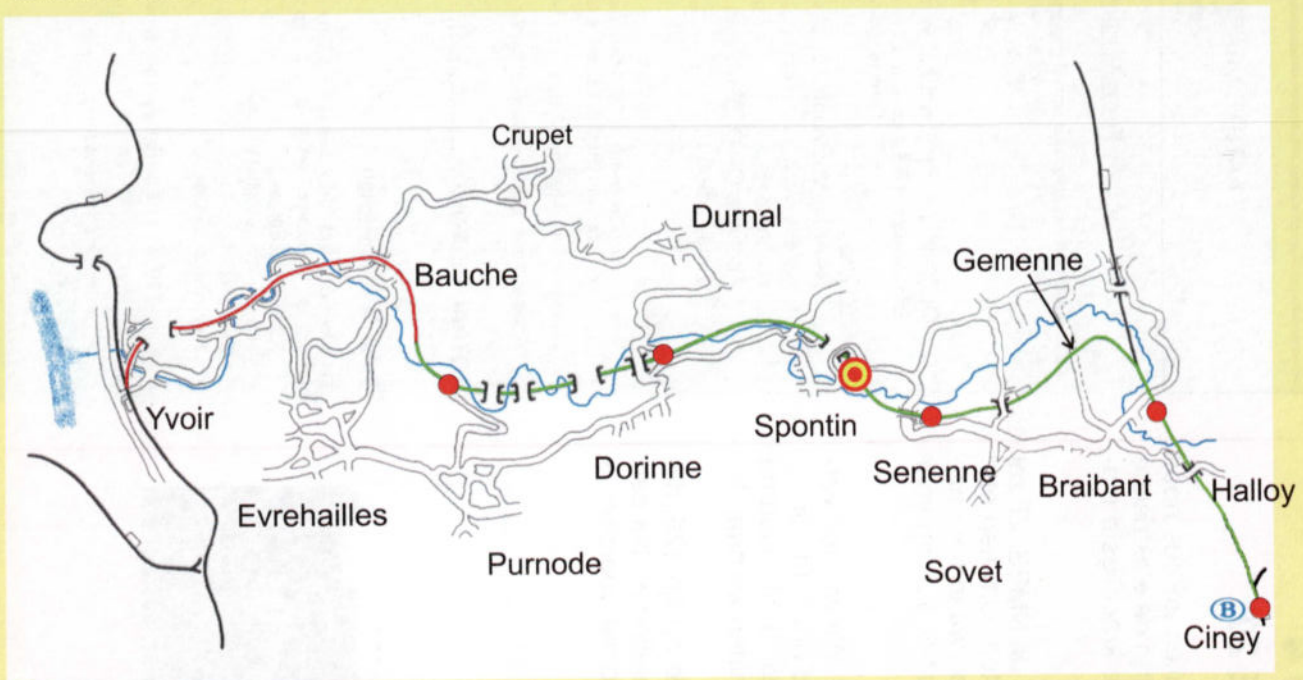 Crupet
Durnal
Gemenne
Bauche
Yvoir
Spontin
Dorinne
Senenne
Braibant
Halloy
Evrehailles
Purnode
Sovet
B
Ciney